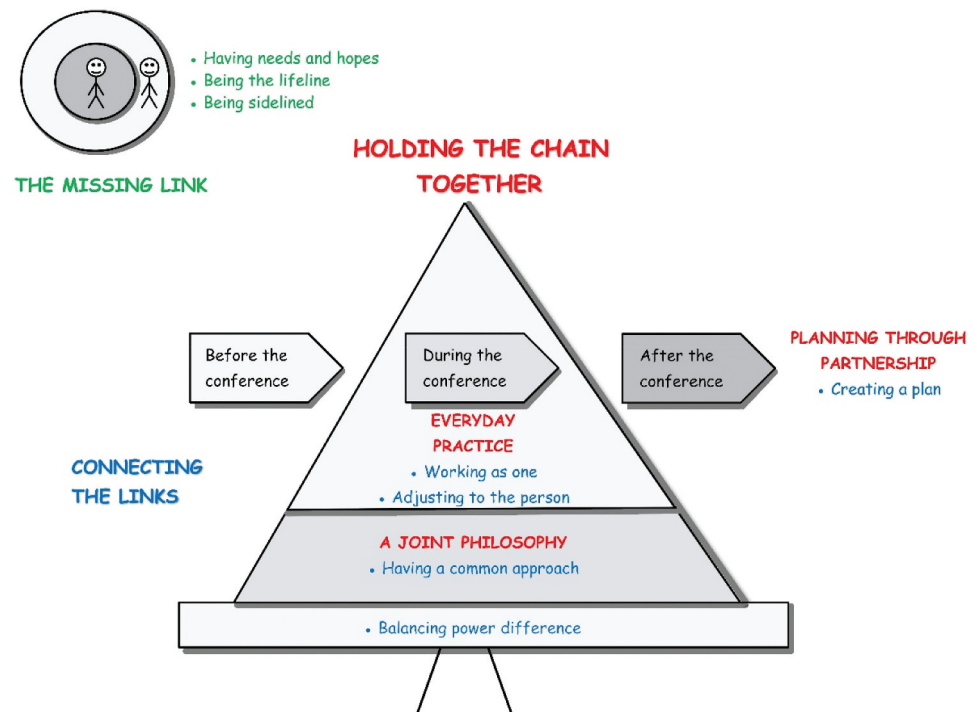 • Having needs and hopes
• Being the lifeline
• Being sidelined
THE MISSING LINK
HOLDING THE CHAIN
TOGETHER
Before the
conference
During the
conference
After the
conference
PLANNING THROUGH
PARTNERSHIP
• Creating a plan
EVERYDAY
PRACTICE
• Working as one
• Adjusting to the person
CONNECTING
THE LINKS
A JOINT PHILOSOPHY
• Having a common approach
• Balancing power difference